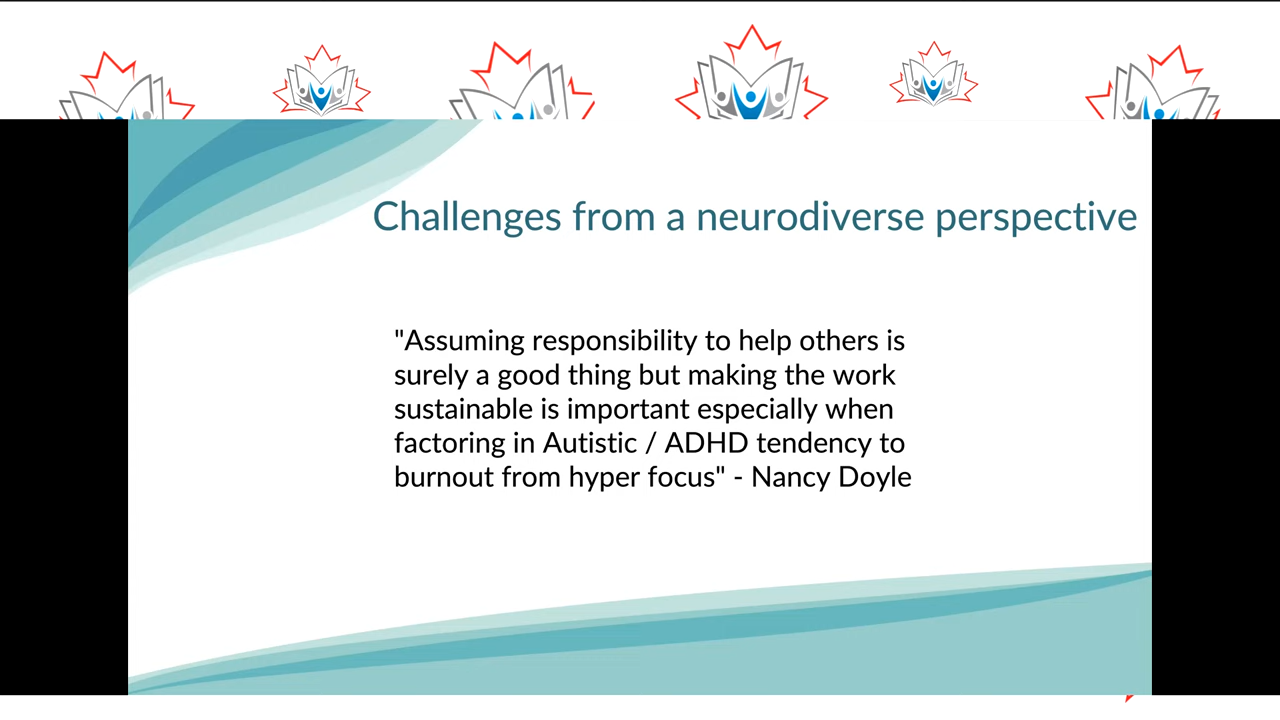 Challenges from a neurodiverse perspective
"Assuming responsibility to help others is
surely a good thing but making the work
sustainable is important especially when
factoring in Autistic / ADHD tendency to
burnout from hyper focus" - Nancy Doyle